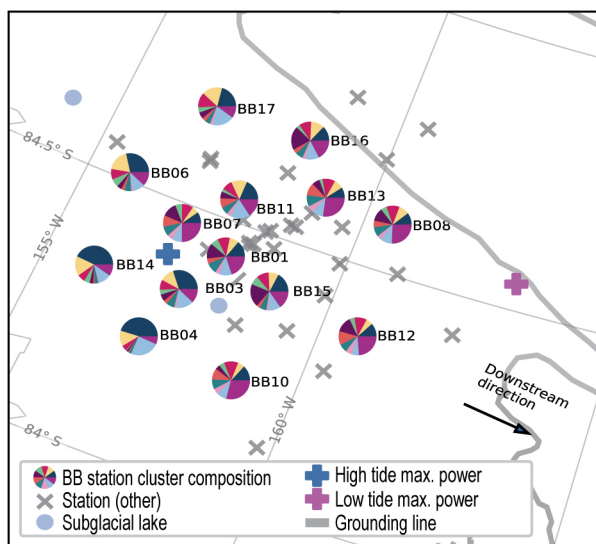 BB17
BB16
84.5° S
BB06
BB13
BB11
BB07
BB08
155° W
BB01
BB14
BB03
BB15
BB04
BB12
BB10
Downstream
direction
160° W
84° S
BB station cluster composition
High tide max. power
Station (other)
Low tide max. power
Subglacial lake
Grounding line